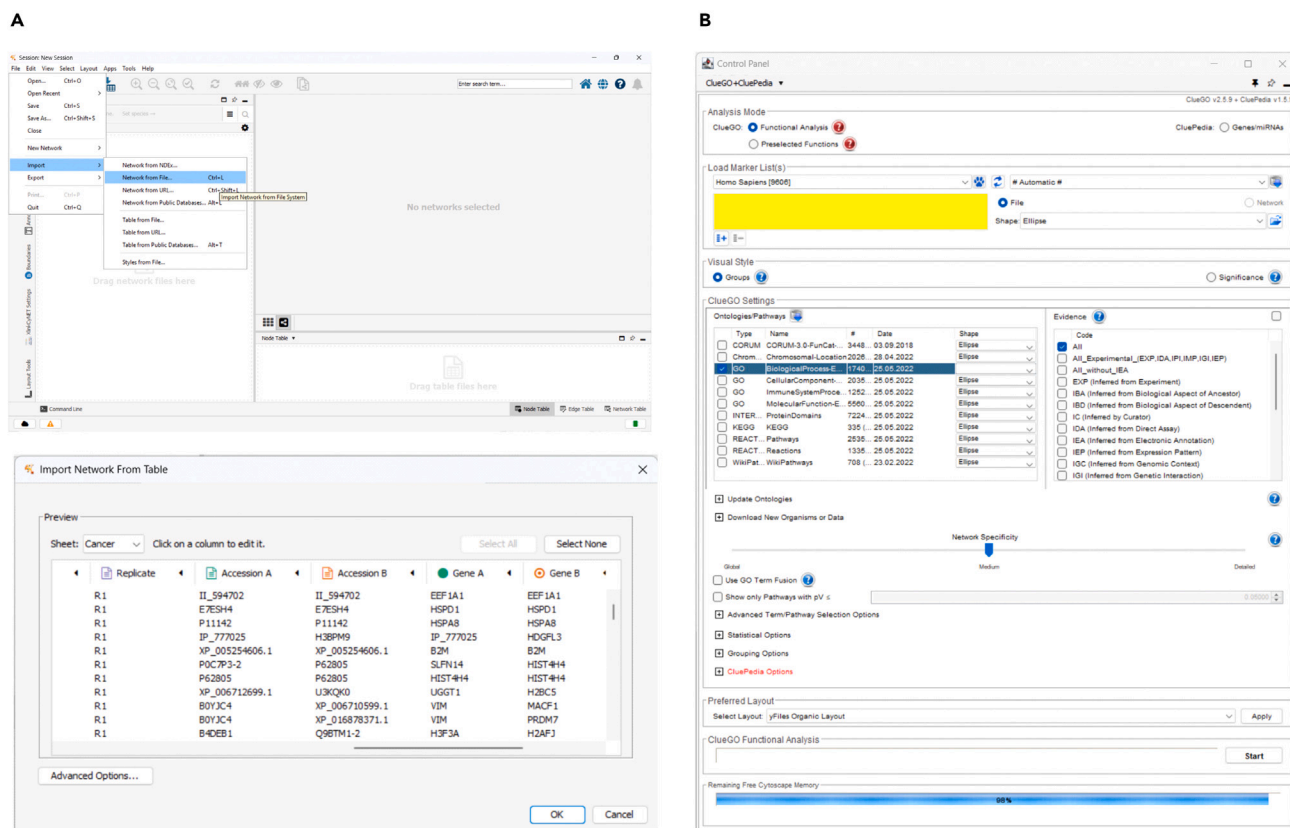 A
Session: New Session
File Edit View Select Layout Apps Tools Help
Open... Ctrl+O
Open Recent
Save Ctrl+S
Save As... Ctrl+Shift+S
Close
New Network
Import
Export
Print... Ctrl+P
Quit Ctrl+Q
Enter search term...
Set species
Network from NDEx...
Network from File... Ctrl+L
Network from URL... Ctrl+Shift+L
Import Network from File System
Network from Public Databases... Alt+L
Table from File...
Table from URL...
Table from Public Databases... Alt+T
Styles from File...
No networks selected
Drag network files here
Boundaries
Layout Tools
Node Table
Drag table files here
Command Line
Node Table Edge Table Network Table
Import Network From Table
Preview
Sheet: Cancer Click on a column to edit it. Select All Select None
Replicate Accession A Accession B Gene A Gene B
R1 II_594702 II_594702 EEF1A1 EEF1A1
R1 E7ESH4 E7ESH4 HSPD1 HSPD1
R1 P11142 P11142 HSPA8 HSPA8
R1 IP_777025 H3BPM9 IP_777025 HDGFL3
R1 XP_005254606.1 XP_005254606.1 B2M B2M
R1 P0C7P3-2 P62805 SLFN14 HIST4H4
R1 P62805 P62805 HIST4H4 HIST4H4
R1 XP_006712699.1 U3KQK0 UGGT1 H2BC5
R1 B0YJC4 XP_006710599.1 VIM MACF1
R1 B0YJC4 XP_016878371.1 VIM PRDM7
R1 B4DEB1 Q9BTM1-2 H3F3A H2AFJ
Advanced Options...
OK Cancel
B
Control Panel
ClueGO+CluePedia
ClueGO v2.5.9 + CluePedia v1.5.
Analysis Mode
ClueGO: Functional Analysis CluePedia: Genes/miRNAs
Preselected Functions
Load Marker List(s)
Homo Sapiens [9606] # Automatic #
File Network
Shape: Ellipse
Visual Style
Groups Significance
ClueGO Settings
Ontologies/Pathways
Type Name # Date Shape
CORUM CORUM-3.0-FunCat-... 3448... 03.09.2018 Ellipse
Chrom... Chromosomal-Location 2026... 28.04.2022 Ellipse
GO BiologicalProcess-E... 1740... 25.05.2022
GO CellularComponent-... 2035... 25.05.2022 Ellipse
GO ImmuneSystemProce... 1252... 25.05.2022 Ellipse
GO MolecularFunction-E... 5560... 25.05.2022 Ellipse
INTER... ProteinDomains 7224... 25.05.2022 Ellipse
KEGG KEGG 335 (... 25.05.2022 Ellipse
REACT... Pathways 2535... 25.05.2022 Ellipse
REACT... Reactions 1335... 25.05.2022 Ellipse
WikiPat... WikiPathways 708 (... 23.02.2022 Ellipse
Evidence
Code
All
All_Experimental_(EXP,IDA,IPI,IMP,IGI,IEP)
All_without_IEA
EXP (Inferred from Experiment)
IBA (Inferred from Biological Aspect of Ancestor)
IBD (Inferred from Biological Aspect of Descendent)
IC (Inferred by Curator)
IDA (Inferred from Direct Assay)
IEA (Inferred from Electronic Annotation)
IEP (Inferred from Expression Pattern)
IGC (Inferred from Genomic Context)
IGI (Inferred from Genetic Interaction)
Update Ontologies
Download New Organisms or Data
Network Specificity
Global Medium Detailed
Use GO Term Fusion
Show only Pathways with pV ≤ 0.05000
Advanced Term/Pathway Selection Options
Statistical Options
Grouping Options
CluePedia Options
Preferred Layout
Select Layout: yFiles Organic Layout Apply
ClueGO Functional Analysis
Start
Remaining Free Cytoscape Memory
98%